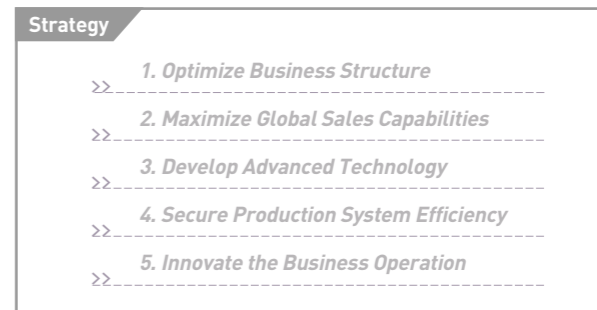 Strategy
1. Optimize Business Structure
>>
2. Maximize Global Sales Capabilities
>>
3. Develop Advanced Technology
>>
4. Secure Production System Efficiency
>>
5. Innovate the Business Operation
>>